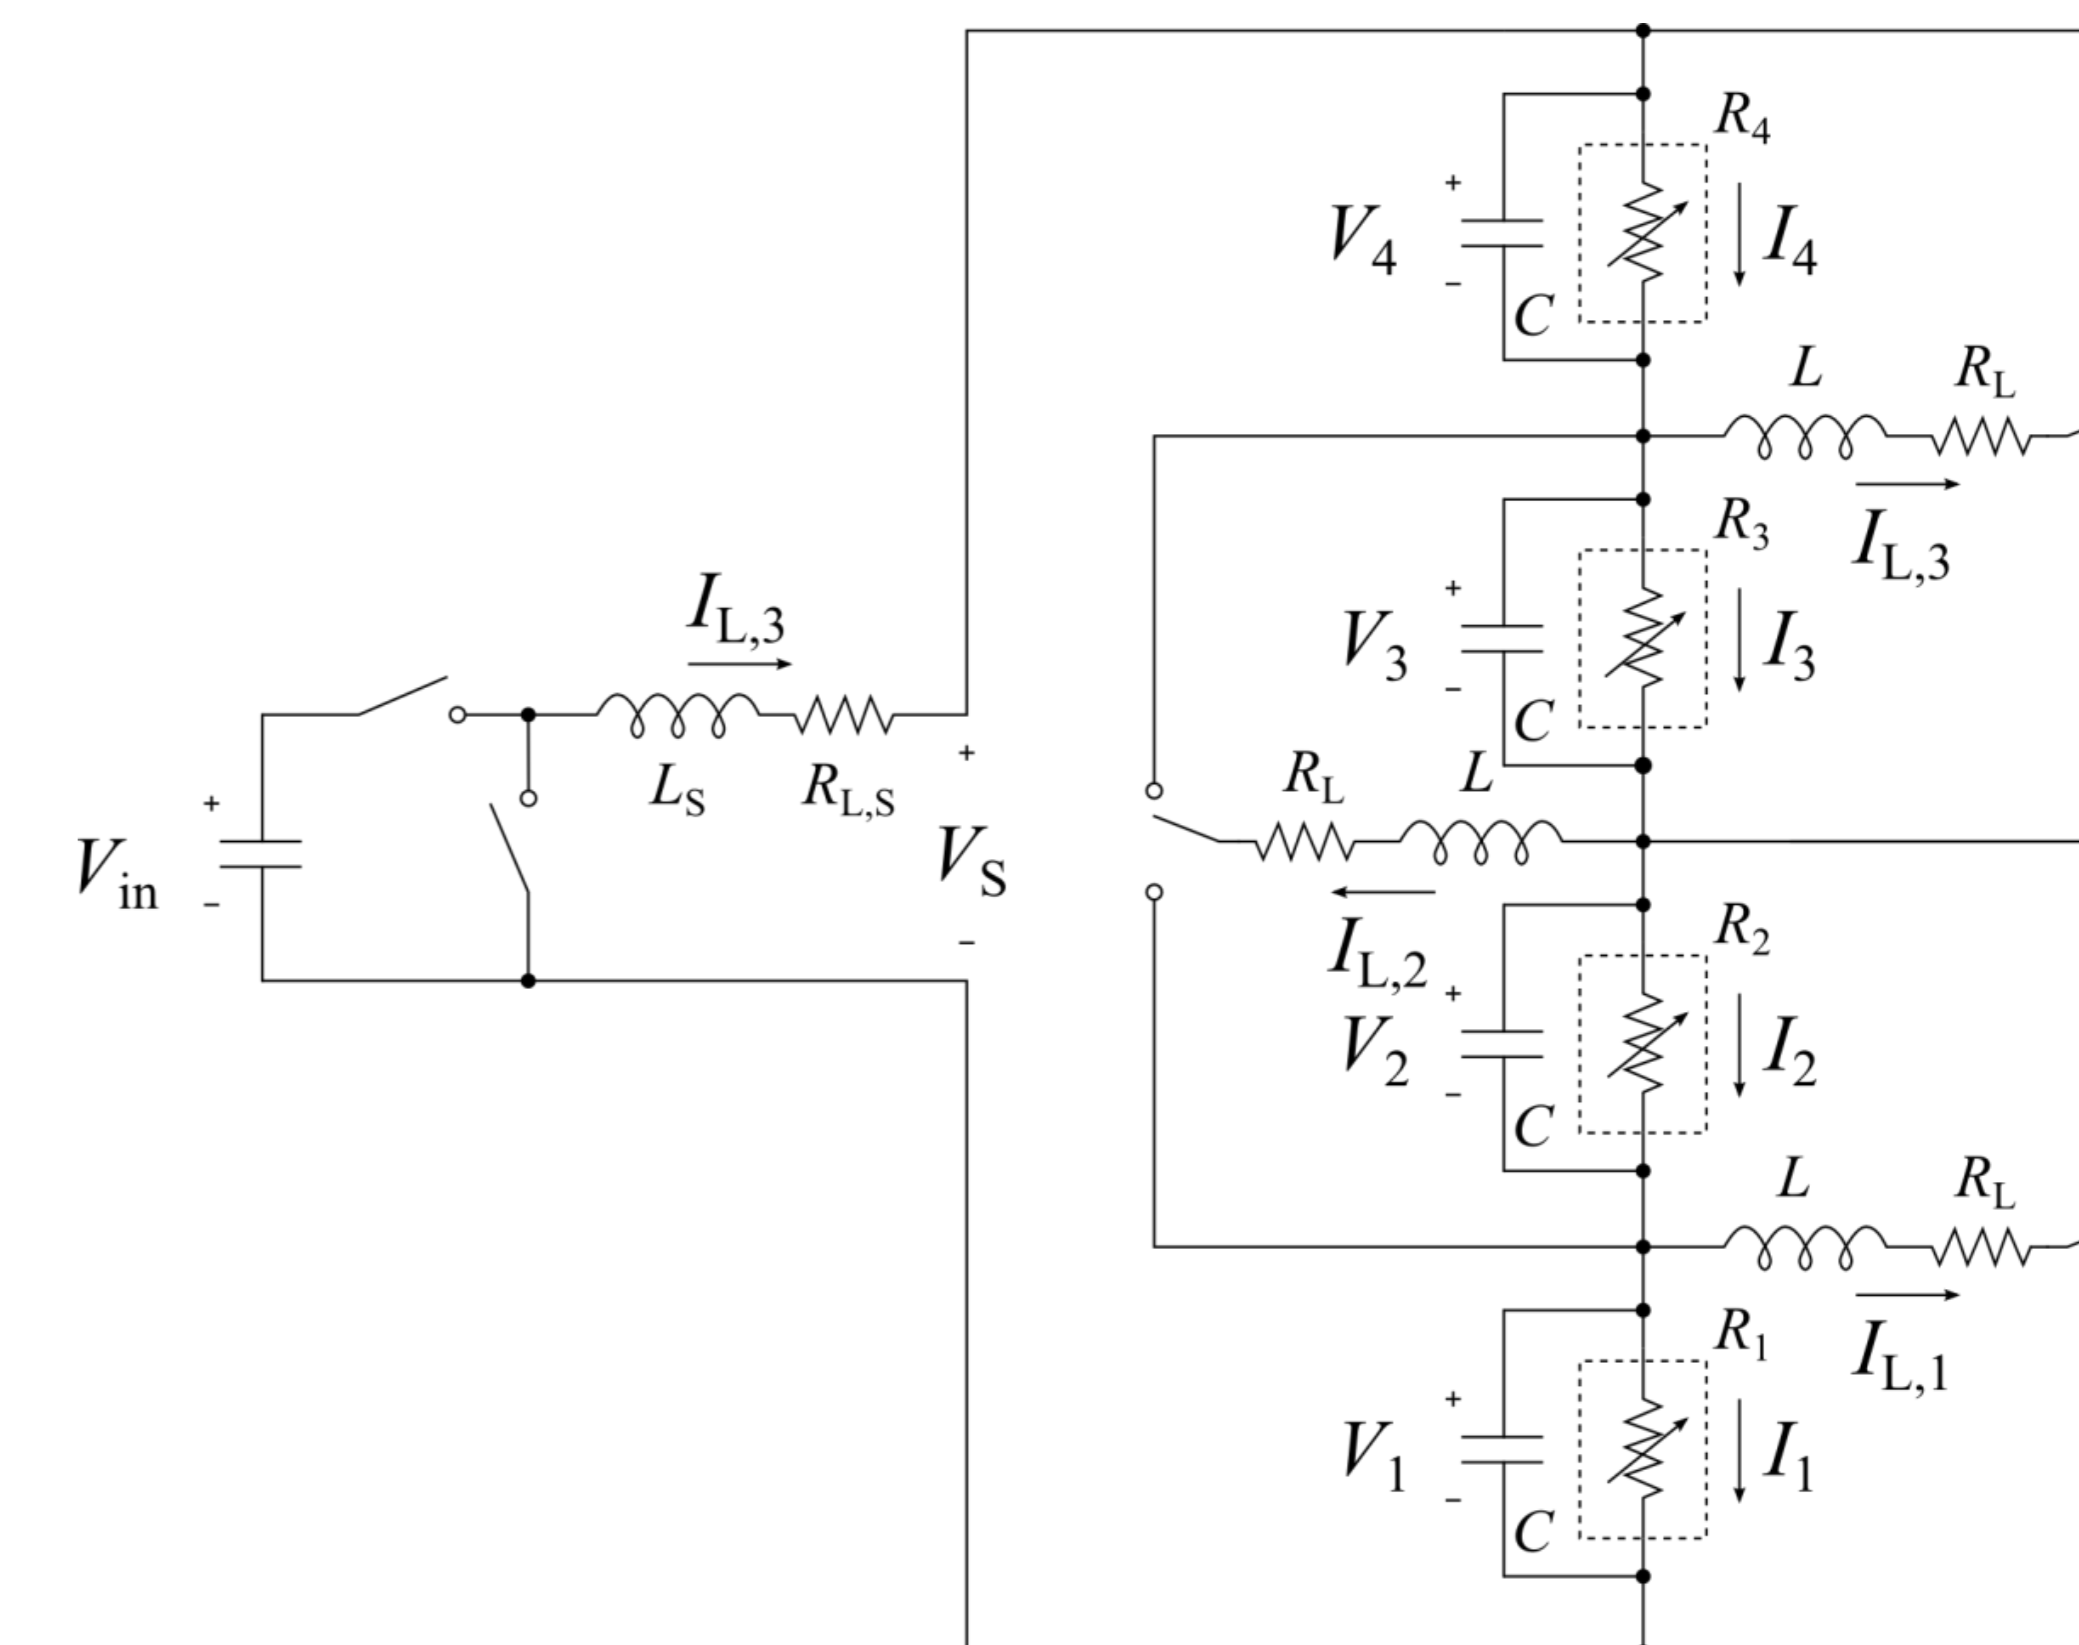 R4
+
V4
I4
−
C
L
RL
R3
IL,3
+
IL,3
V3
I3
−
C
RL
L
LS
RL,S
+
+
Vin
VS
−
−
R2
IL,2
+
V2
I2
−
C
L
RL
R1
IL,1
+
V1
I1
−
C